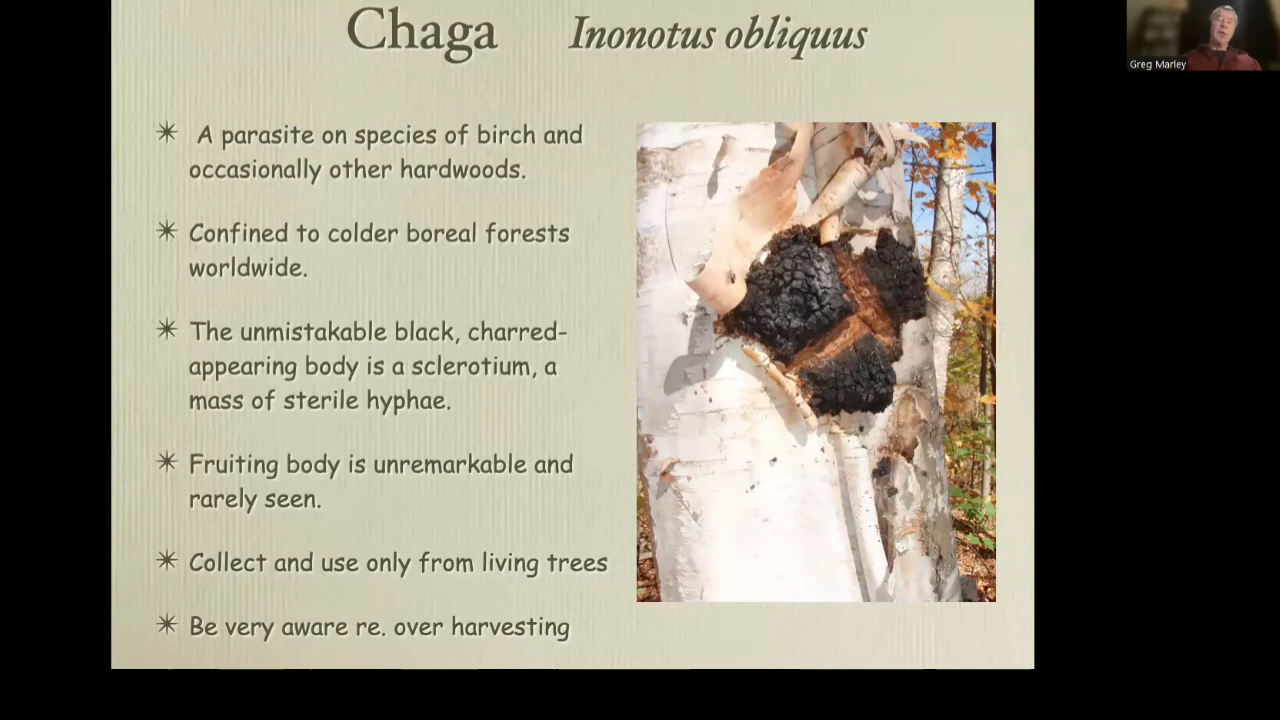 Chaga Inonotus obliquus
Greg Marley
A parasite on species of birch and
occasionally other hardwoods.
Confined to colder boreal forests
worldwide.
The unmistakable black, charred-
appearing body is a sclerotium, a
mass of sterile hyphae.
Fruiting body is unremarkable and
rarely seen.
Collect and use only from living trees
Be very aware re. over harvesting